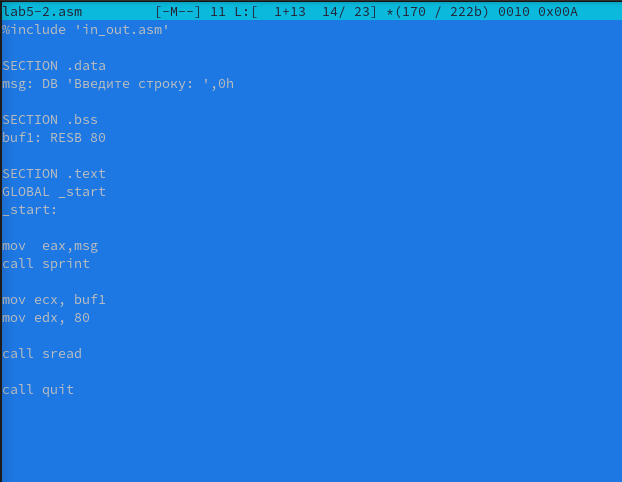 lab5-2.asm         [-M--] 11 L:[  1+13  14/ 23] *(170 / 222b) 0010 0x00A
%include 'in_out.asm'

SECTION .data
msg: DB 'Введите строку: ',0h

SECTION .bss
buf1: RESB 80

SECTION .text
GLOBAL _start
_start:

mov  eax,msg
call sprint

mov ecx, buf1
mov edx, 80

call sread

call quit